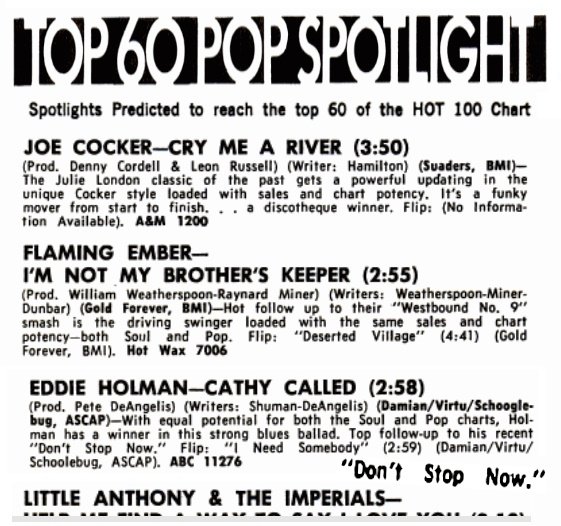 TOP 60 POP SPOTLIGHT
Spotlights Predicted to reach the top 60 of the HOT 100 Chart
JOE COCKER—CRY ME A RIVER (3:50)
(Prod. Denny Cordell & Leon Russell) (Writer: Hamilton) (Suaders, BMI)—
The Julie London classic of the past gets a powerful updating in the
unique Cocker style loaded with sales and chart potency. It's a funky
mover from start to finish. . . a discotheque winner. Flip: (No Informa-
tion Available). A&M 1200
FLAMING EMBER—
I'M NOT MY BROTHER'S KEEPER (2:55)
(Prod. William Weatherspoon-Raynard Miner) (Writers: Weatherspoon-Miner-
Dunbar) (Gold Forever, BMI)—Hot follow up to their "Westbound No. 9"
smash is the driving swinger loaded with the same sales and chart
potency—both Soul and Pop. Flip: "Deserted Village" (4:41) (Gold
Forever, BMI). Hot Wax 7006
EDDIE HOLMAN—CATHY CALLED (2:58)
(Prod. Pete DeAngelis) (Writers: Shuman-DeAngelis) (Damian/Virtu/Schoogle-
bug, ASCAP)—With equal potential for both the Soul and Pop charts, Hol-
man has a winner in this strong blues ballad. Top follow-up to his recent
"Don't Stop Now." Flip: "I Need Somebody" (2:59) (Damian/Virtu/
Schoolebug, ASCAP). ABC 11276
"Don't Stop Now."
LITTLE ANTHONY & THE IMPERIALS—
HELP ME FIND A WAY TO SAY I LOVE YOU